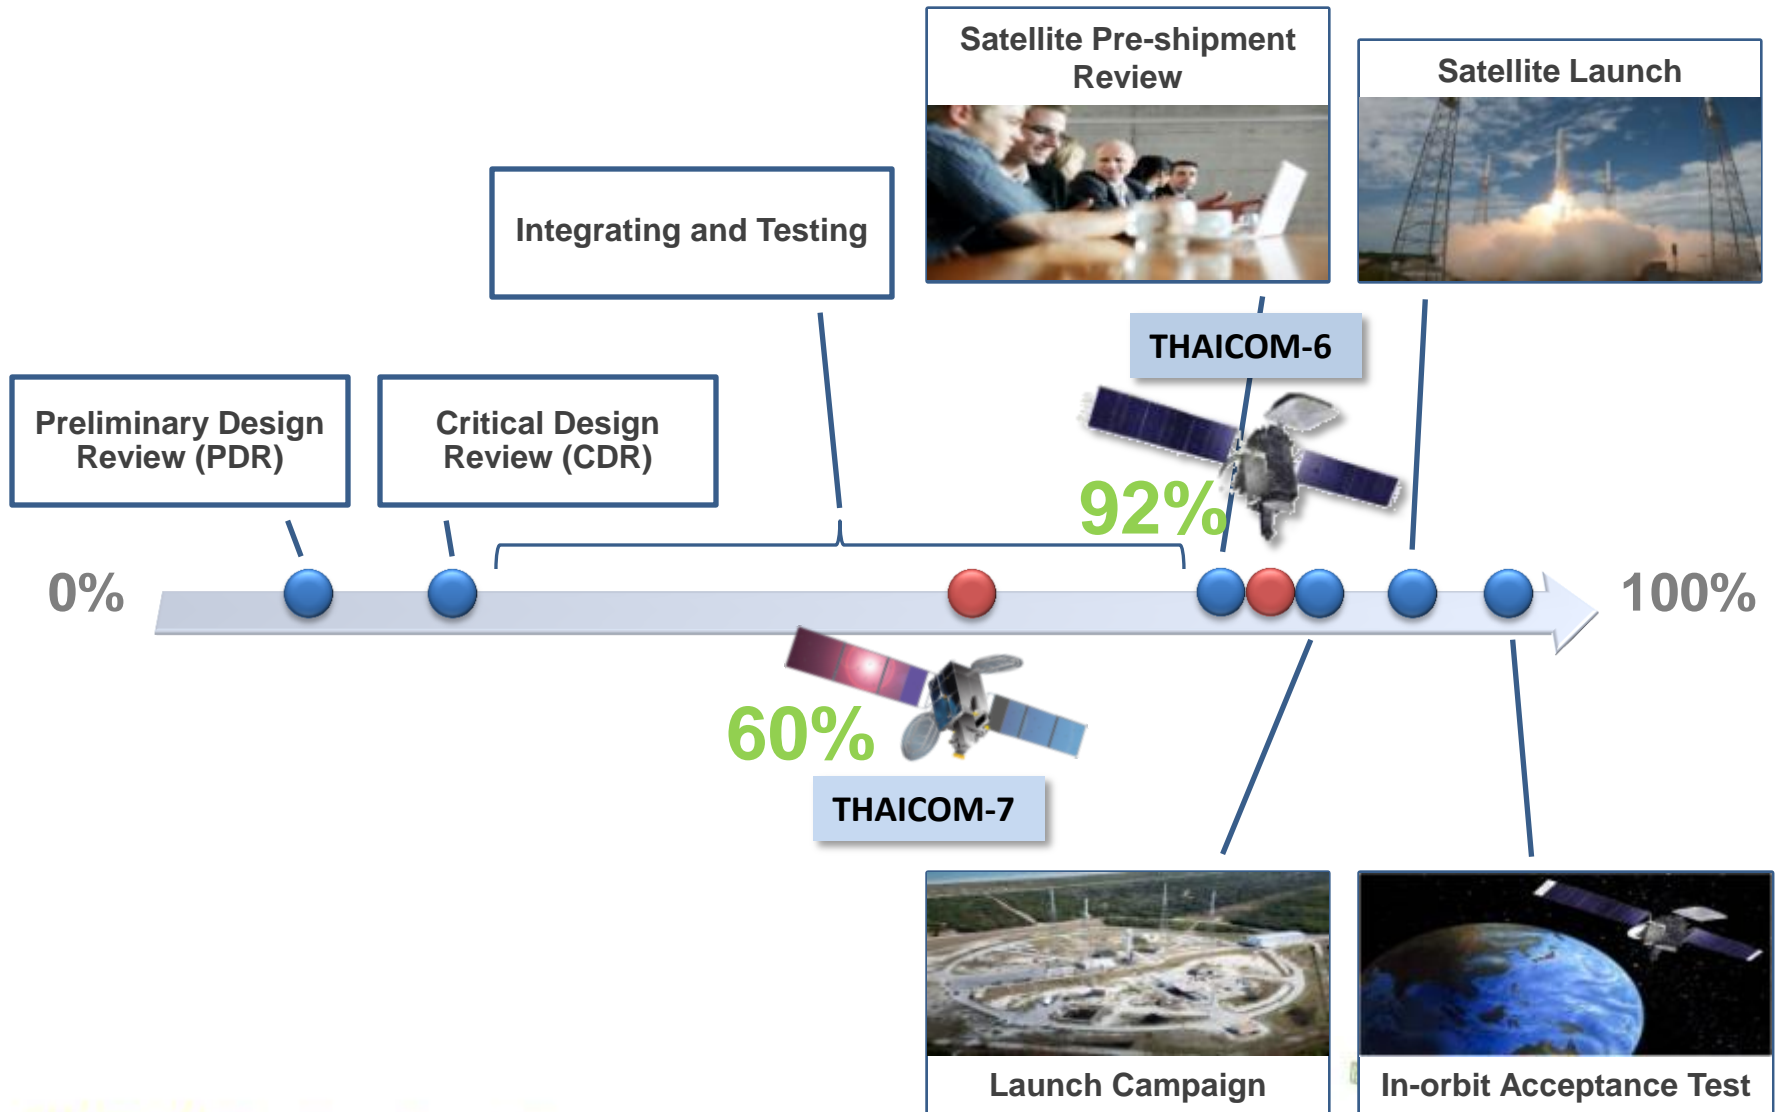 Satellite Pre-shipment
Review
Satellite Launch
Integrating and Testing
THAICOM-6
Preliminary Design
Review (PDR)
Critical Design
Review (CDR)
92%
0%
100%
60%
THAICOM-7
Launch Campaign
In-orbit Acceptance Test